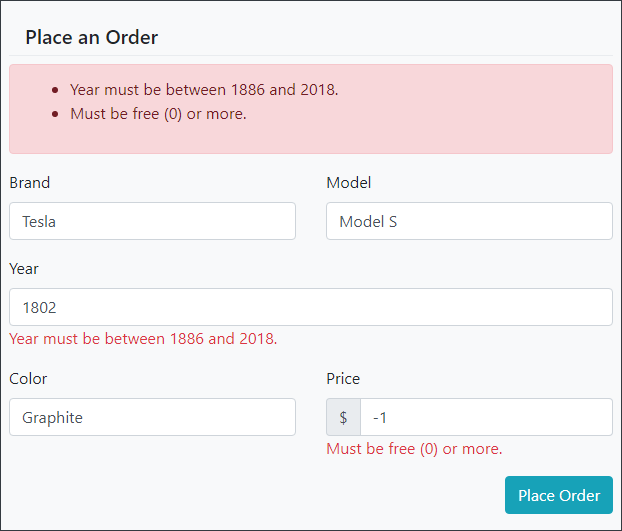 Place an Order
Year must be between 1886 and 2018.
Must be free (0) or more.
Brand
Model
Tesla
Model S
Year
1802
Year must be between 1886 and 2018.
Color
Price
Graphite
$ -1
Must be free (0) or more.
Place Order